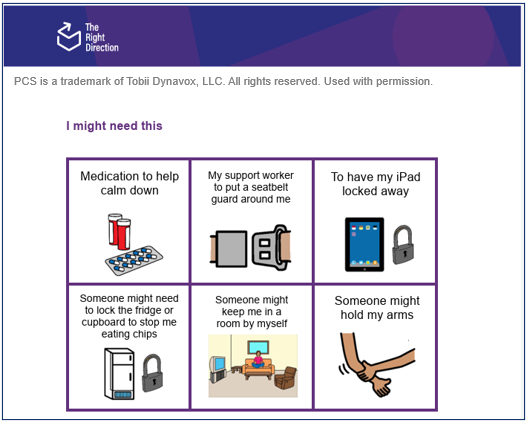 The
Right
Direction
PCS is a trademark of Tobii Dynavox, LLC. All rights reserved. Used with permission.
I might need this
Medication to help
calm down
My support worker
to put a seatbelt
guard around me
To have my iPad
locked away
Someone might need
to lock the fridge or
cupboard to stop me
eating chips
Someone might
keep me in a
room by myself
Someone might
hold my arms